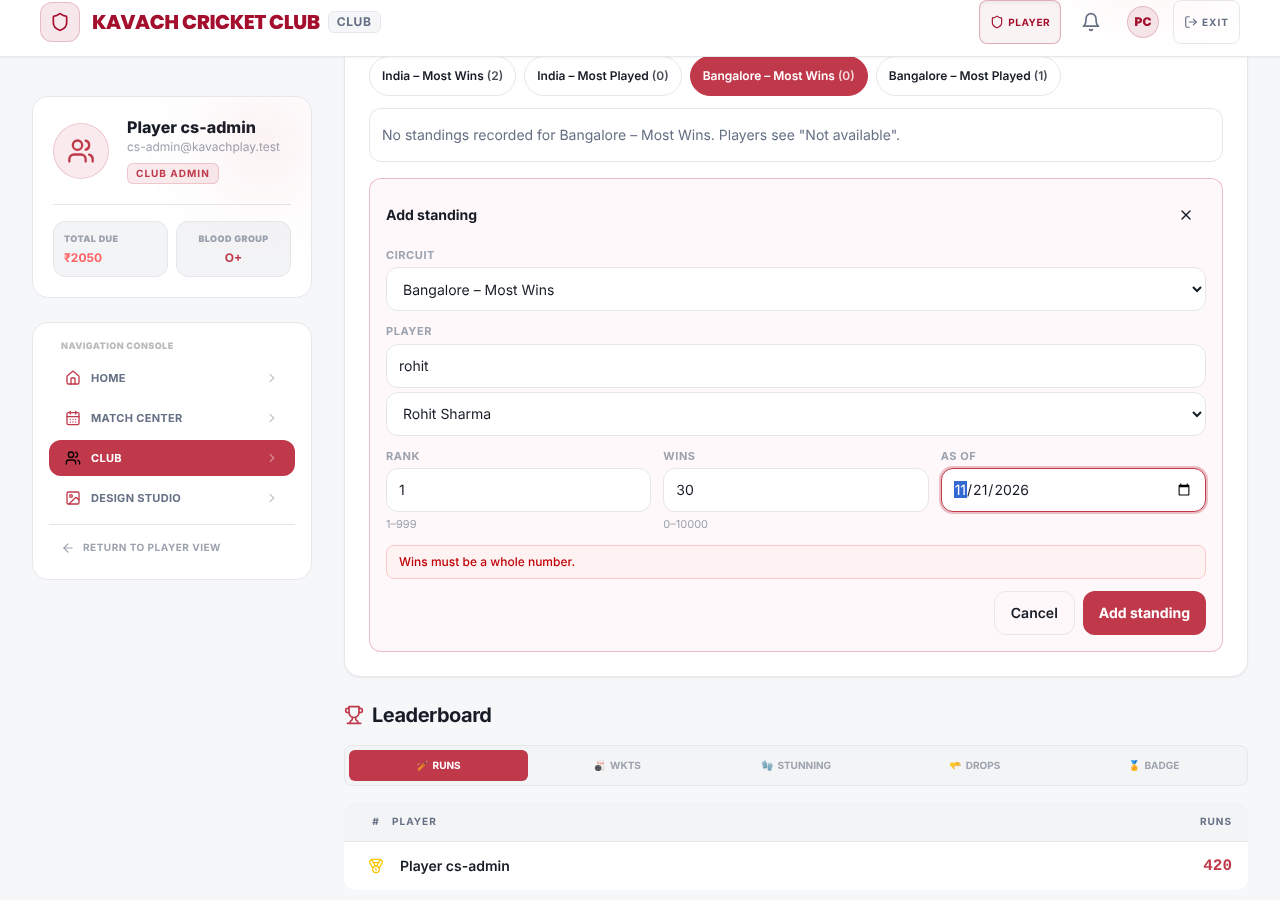 KAVACH CRICKET CLUB CLUB
PLAYER PC EXIT
India – Most Wins (2) India – Most Played (0) Bangalore – Most Wins (0) Bangalore – Most Played (1)
No standings recorded for Bangalore – Most Wins. Players see "Not available".
Player cs-admin
cs-admin@kavachplay.test
CLUB ADMIN
TOTAL DUE
₹2050
BLOOD GROUP
O+
NAVIGATION CONSOLE
HOME
MATCH CENTER
CLUB
DESIGN STUDIO
RETURN TO PLAYER VIEW
Add standing
CIRCUIT
Bangalore – Most Wins
PLAYER
rohit
Rohit Sharma
RANK WINS AS OF
1 30 11/21/2026
1–999 0–10000
Wins must be a whole number.
Cancel Add standing
Leaderboard
RUNS WKTS STUNNING DROPS BADGE
# PLAYER RUNS
Player cs-admin 420